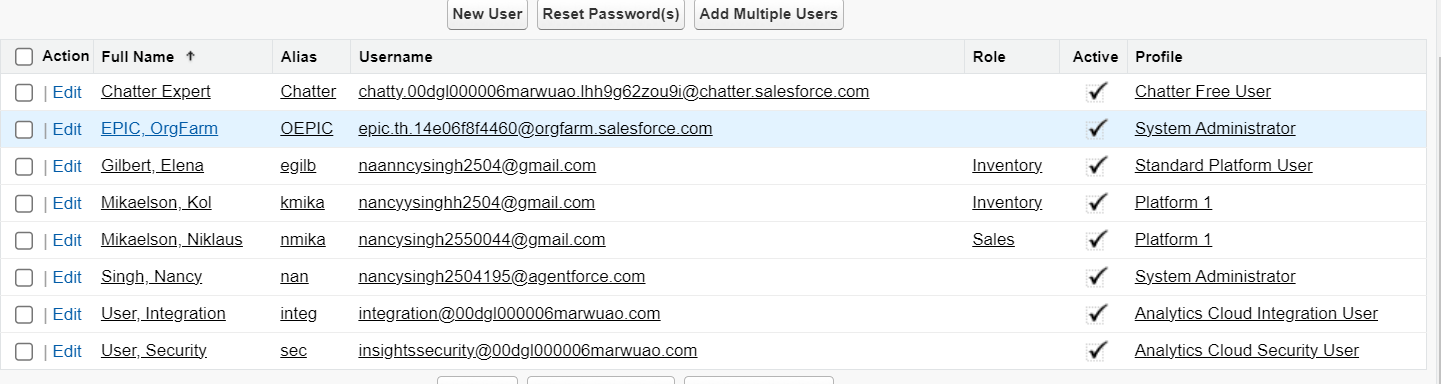 New User Reset Password(s) Add Multiple Users
Action Full Name ↑ Alias Username Role Active Profile
| Edit Chatter Expert Chatter chatty.00dgl000006marwuao.lhh9g62zou9i@chatter.salesforce.com Chatter Free User
| Edit EPIC, OrgFarm OEPIC epic.th.14e06f8f4460@orgfarm.salesforce.com System Administrator
| Edit Gilbert, Elena egilb naanncysingh2504@gmail.com Inventory Standard Platform User
| Edit Mikaelson, Kol kmika nancyysinghh2504@gmail.com Inventory Platform 1
| Edit Mikaelson, Niklaus nmika nancysingh2550044@gmail.com Sales Platform 1
| Edit Singh, Nancy nan nancysingh2504195@agentforce.com System Administrator
| Edit User, Integration integ integration@00dgl000006marwuao.com Analytics Cloud Integration User
| Edit User, Security sec insightssecurity@00dgl000006marwuao.com Analytics Cloud Security User